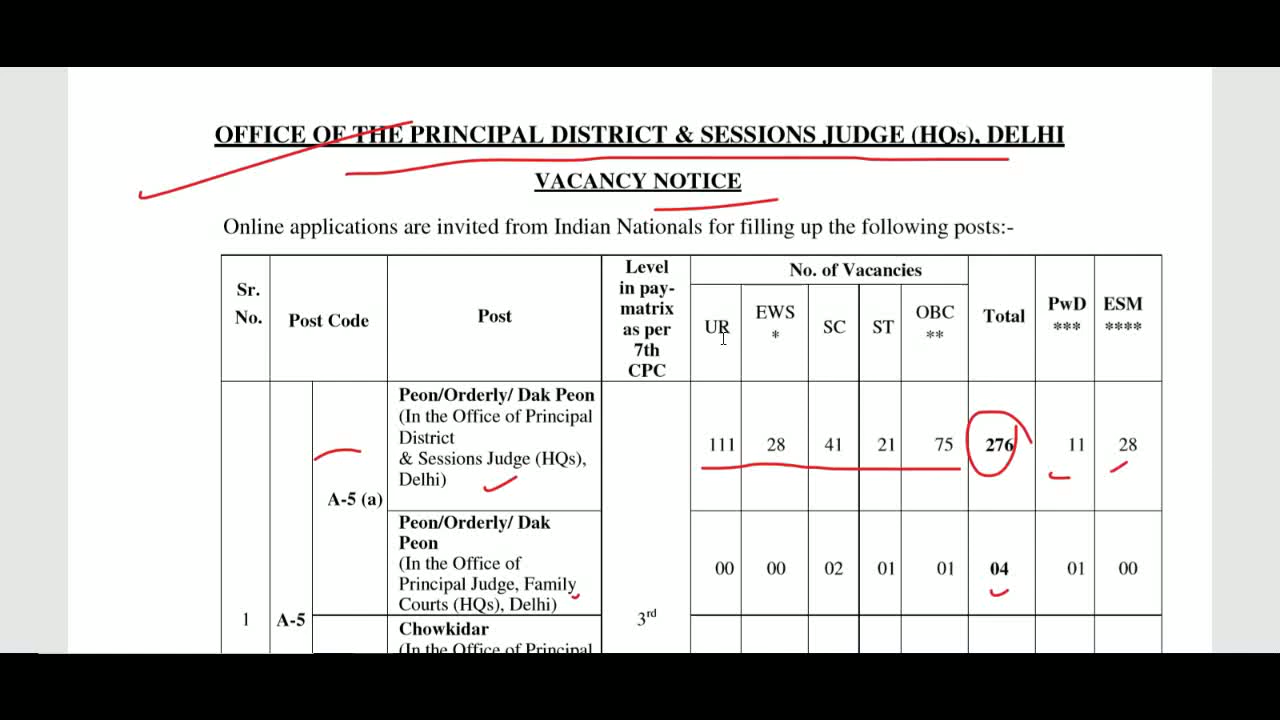 OFFICE OF THE PRINCIPAL DISTRICT & SESSIONS JUDGE (HQs), DELHI
VACANCY NOTICE
Online applications are invited from Indian Nationals for filling up the following posts:-
Sr. No.
Post Code
Post
Level in pay-matrix as per 7th CPC
No. of Vacancies
UR
EWS *
SC
ST
OBC **
Total
PwD ***
ESM ****
1
A-5
A-5 (a)
Peon/Orderly/ Dak Peon
(In the Office of Principal
District
& Sessions Judge (HQs),
Delhi)
3rd
111 28 41 21 75 276 11 28
Peon/Orderly/ Dak
Peon
(In the Office of
Principal Judge, Family
Courts (HQs), Delhi)
00 00 02 01 01 04 01 00
Chowkidar
(In the Office of Principal